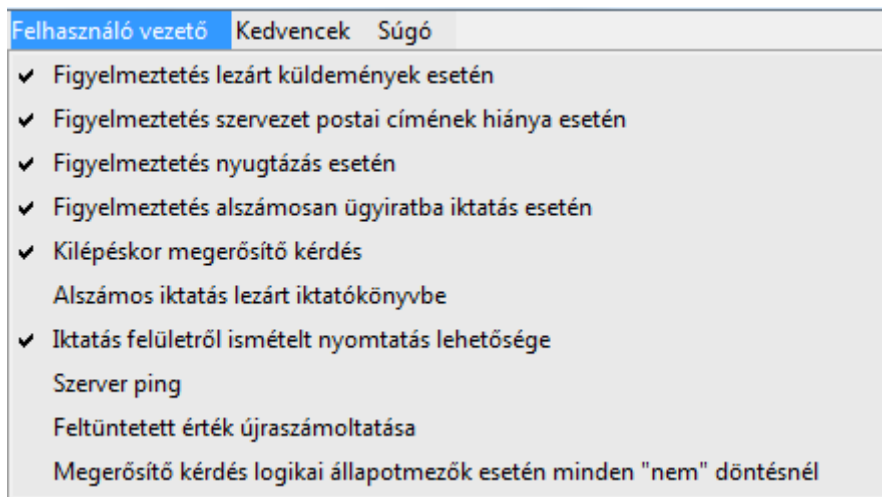 Felhasználó vezető Kedvencek Súgó
Figyelmeztetés lezárt küldemények esetén
Figyelmeztetés szervezet postai címének hiánya esetén
Figyelmeztetés nyugtázás esetén
Figyelmeztetés alszámosan ügyiratba iktatás esetén
Kilépéskor megerősítő kérdés
Alszámos iktatás lezárt iktatókönyvbe
Iktatás felületről ismételt nyomtatás lehetősége
Szerver ping
Feltüntetett érték újraszámoltatása
Megerősítő kérdés logikai állapotmezők esetén minden "nem" döntésnél